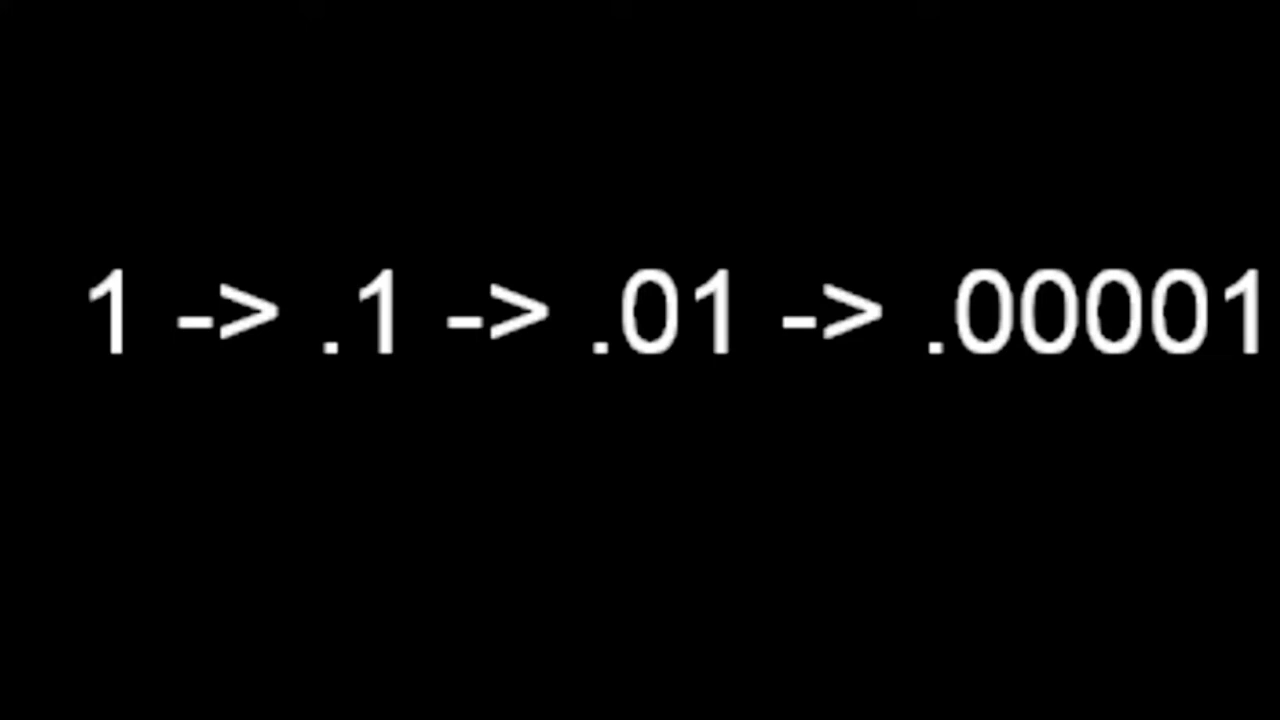 1 -> .1 -> .01 -> .00001